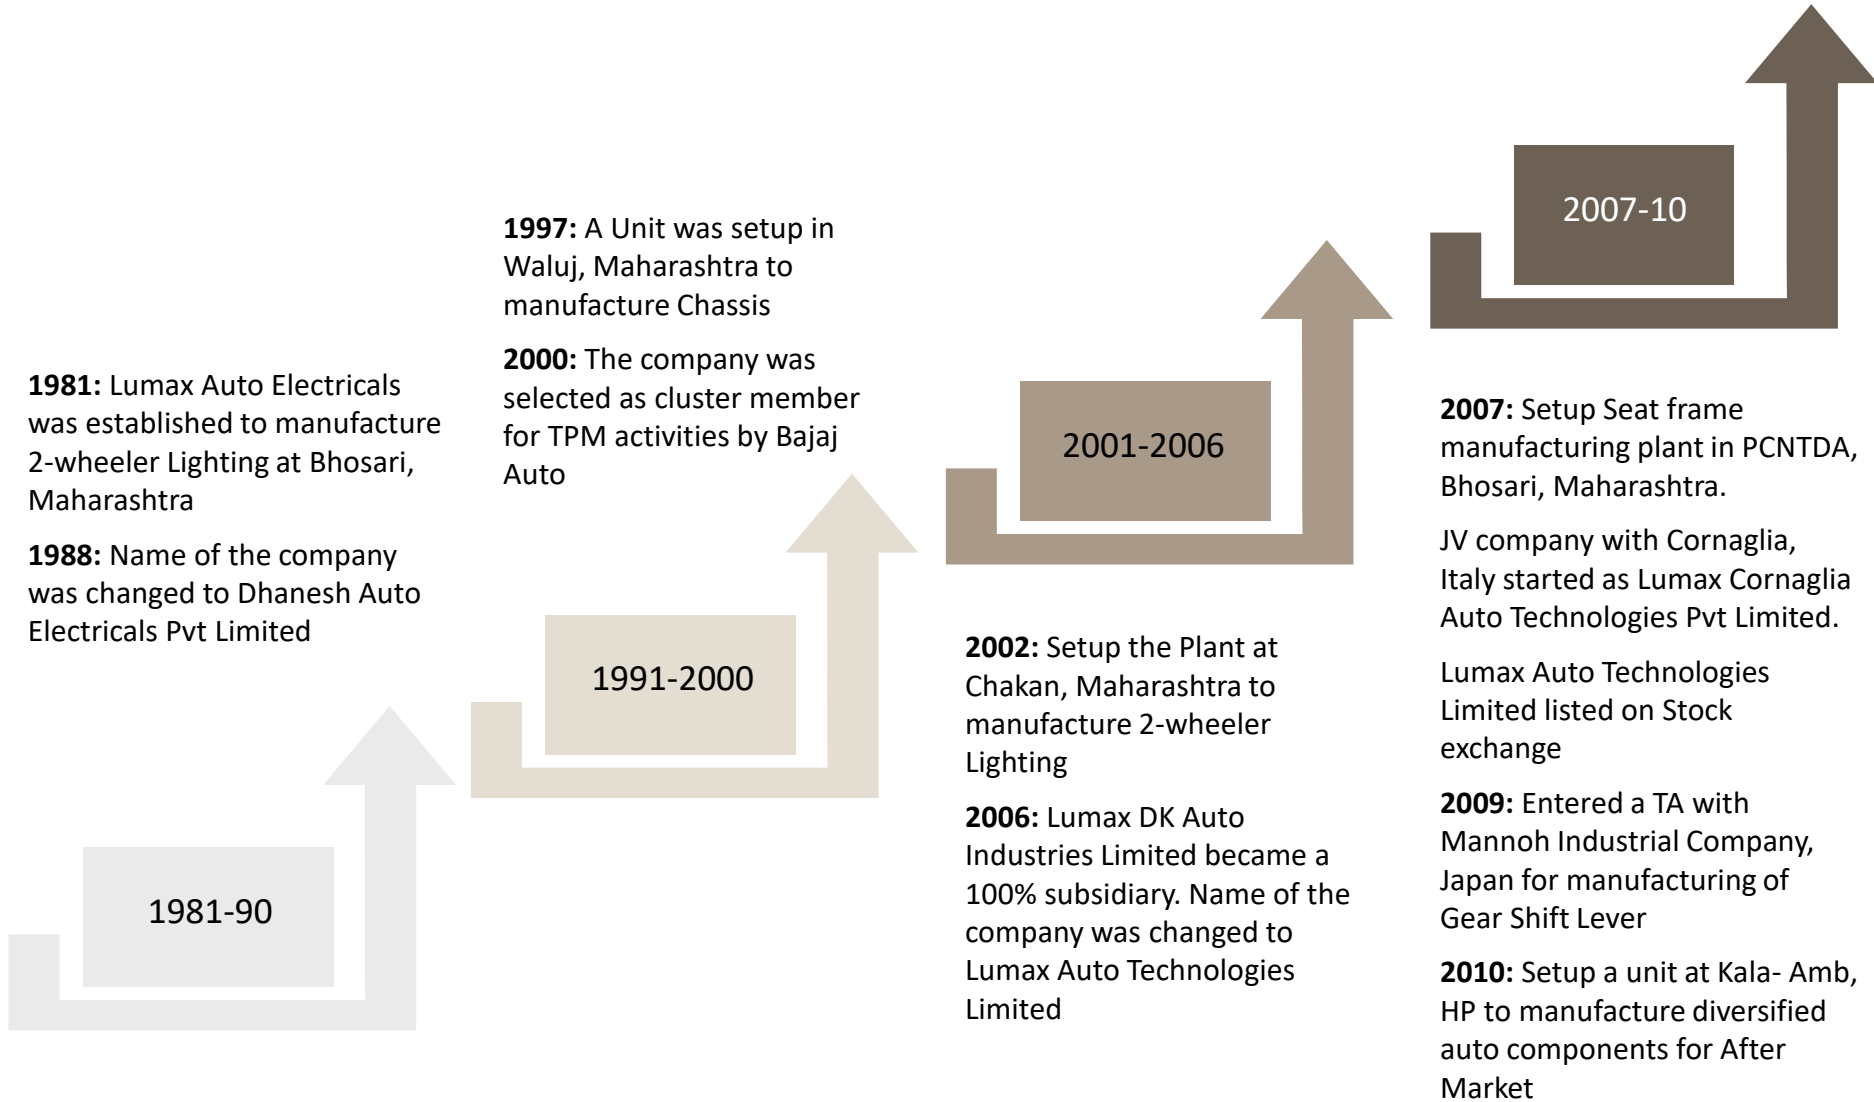 1981: Lumax Auto Electricals
was established to manufacture
2-wheeler Lighting at Bhosari,
Maharashtra
1988: Name of the company
was changed to Dhanesh Auto
Electricals Pvt Limited
1981-90
1997: A Unit was setup in
Waluj, Maharashtra to
manufacture Chassis
2000: The company was
selected as cluster member
for TPM activities by Bajaj
Auto
1991-2000
2001-2006
2002: Setup the Plant at
Chakan, Maharashtra to
manufacture 2-wheeler
Lighting
2006: Lumax DK Auto
Industries Limited became a
100% subsidiary. Name of the
company was changed to
Lumax Auto Technologies
Limited
2007-10
2007: Setup Seat frame
manufacturing plant in PCNTDA,
Bhosari, Maharashtra.
JV company with Cornaglia,
Italy started as Lumax Cornaglia
Auto Technologies Pvt Limited.
Lumax Auto Technologies
Limited listed on Stock
exchange
2009: Entered a TA with
Mannoh Industrial Company,
Japan for manufacturing of
Gear Shift Lever
2010: Setup a unit at Kala- Amb,
HP to manufacture diversified
auto components for After
Market